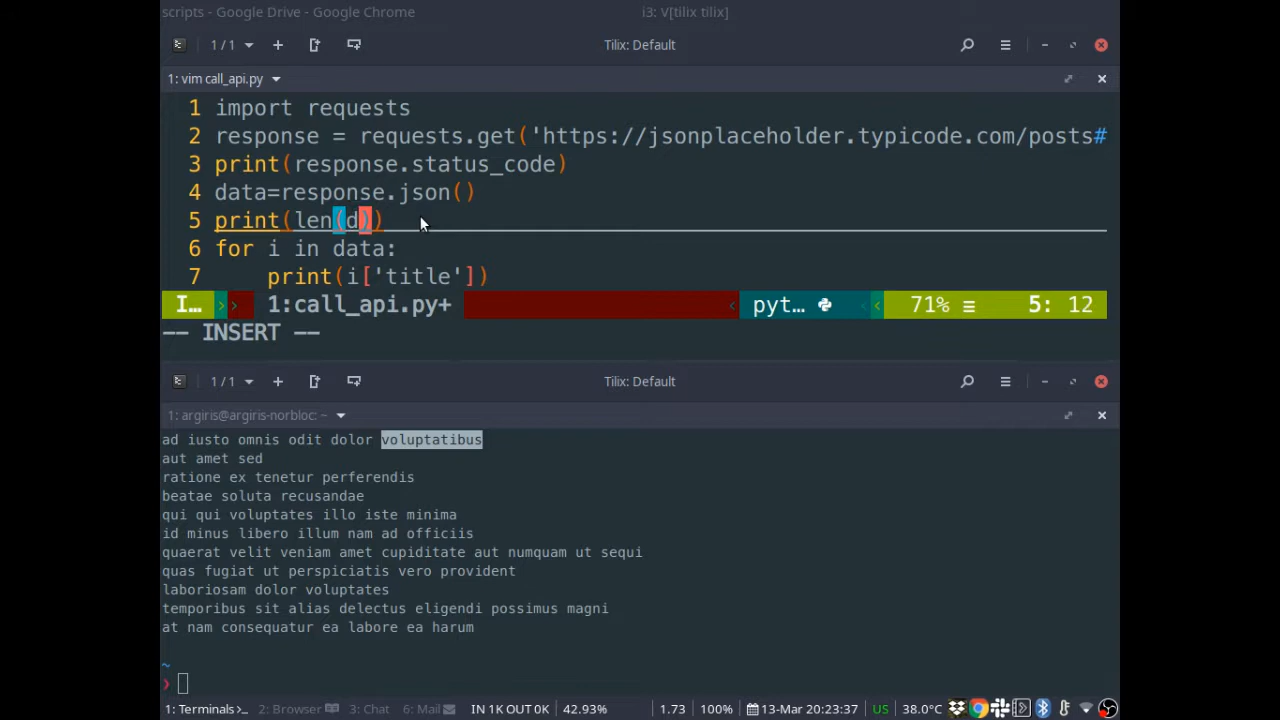 scripts - Google Drive - Google Chrome i3: V[tilix tilix]
1 / 1 Tilix: Default
1: vim call_api.py
1 import requests
2 response = requests.get('https://jsonplaceholder.typicode.com/posts#
3 print(response.status_code)
4 data=response.json()
5 print(len(d))
6 for i in data:
7     print(i['title'])
I… 1:call_api.py+ pyt… 71% ≡ 5: 12
-- INSERT --
1 / 1 Tilix: Default
1: argiris@argiris-norbloc: ~
ad iusto omnis odit dolor voluptatibus
aut amet sed
ratione ex tenetur perferendis
beatae soluta recusandae
qui qui voluptates illo iste minima
id minus libero illum nam ad officiis
quaerat velit veniam amet cupiditate aut numquam ut sequi
quas fugiat ut perspiciatis vero provident
laboriosam dolor voluptates
temporibus sit alias delectus eligendi possimus magni
at nam consequatur ea labore ea harum
~
❯
1: Terminals>_ 2: Browser 3: Chat 6: Mail IN 1K OUT 0K 42.93% 1.73 100% 13-Mar 20:23:37 US 38.0°C